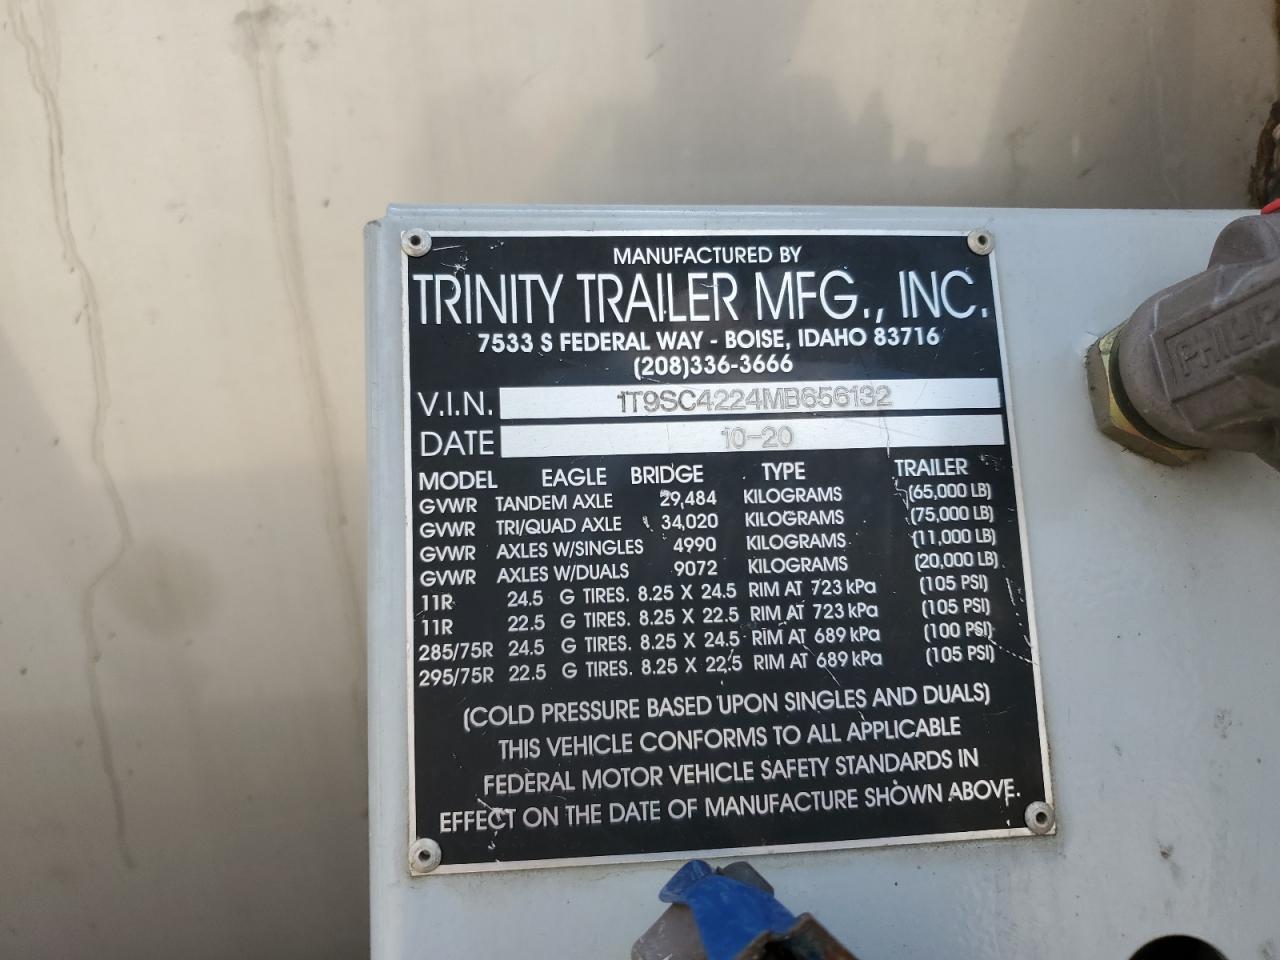 MANUFACTURED BY
TRINITY TRAILER MFG., INC.
7533 S FEDERAL WAY - BOISE, IDAHO 83716
(208)336-3666
V.I.N. 1T9SC4224MB656132
DATE 10-20
MODEL EAGLE BRIDGE TYPE TRAILER
GVWR TANDEM AXLE 29,484 KILOGRAMS (65,000 LB)
GVWR TRI/QUAD AXLE 34,020 KILOGRAMS (75,000 LB)
GVWR AXLES W/SINGLES 4990 KILOGRAMS (11,000 LB)
GVWR AXLES W/DUALS 9072 KILOGRAMS (20,000 LB)
11R 24.5 G TIRES. 8.25 X 24.5 RIM AT 723 kPa (105 PSI)
11R 22.5 G TIRES. 8.25 X 22.5 RIM AT 723 kPa (105 PSI)
285/75R 24.5 G TIRES. 8.25 X 24.5 RIM AT 689 kPa (100 PSI)
295/75R 22.5 G TIRES. 8.25 X 22.5 RIM AT 689 kPa (105 PSI)
(COLD PRESSURE BASED UPON SINGLES AND DUALS)
THIS VEHICLE CONFORMS TO ALL APPLICABLE
FEDERAL MOTOR VEHICLE SAFETY STANDARDS IN
EFFECT ON THE DATE OF MANUFACTURE SHOWN ABOVE.